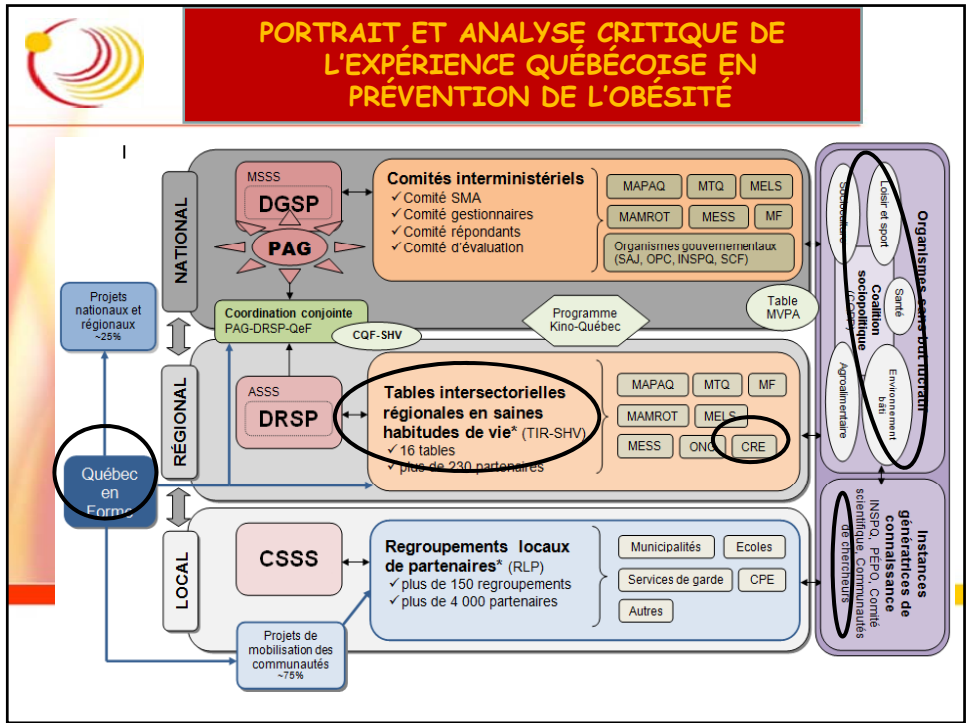 PORTRAIT ET ANALYSE CRITIQUE DE
L'EXPÉRIENCE QUÉBÉCOISE EN
PRÉVENTION DE L'OBÉSITÉ
I
NATIONAL
MSSS
DGSP
PAG
Comités interministériels
✓Comité SMA
✓Comité gestionnaires
✓Comité répondants
✓Comité d'évaluation
MAPAQ
MTQ
MELS
MAMROT
MESS
MF
Organismes gouvernementaux
(SAJ, OPC, INSPQ, SCF)
Projets
nationaux et
régionaux
~25%
Coordination conjointe
PAG-DRSP-QeF
CQF-SHV
Programme
Kino-Québec
Table
MVPA
RÉGIONAL
ASSS
DRSP
Tables intersectorielles
régionales en saines
habitudes de vie* (TIR-SHV)
✓16 tables
✓plus de 230 partenaires
MAPAQ
MTQ
MF
MAMROT
MELS
MESS
ONG
CRE
Québec
en
Forme
LOCAL
CSSS
Regroupements locaux
de partenaires* (RLP)
✓plus de 150 regroupements
✓plus de 4 000 partenaires
Municipalités
Ecoles
Services de garde
CPE
Autres
Projets de
mobilisation des
communautés
~75%
Organismes sans but lucratif
Socioculture
Loisir et sport
Coalition
sociopolitique
Santé
Agroalimentaire
Environnement
bâti
Instances
génératrices de
connaissance
INSPQ, PÉPO, Comité
scientifique, Communautés
de chercheurs